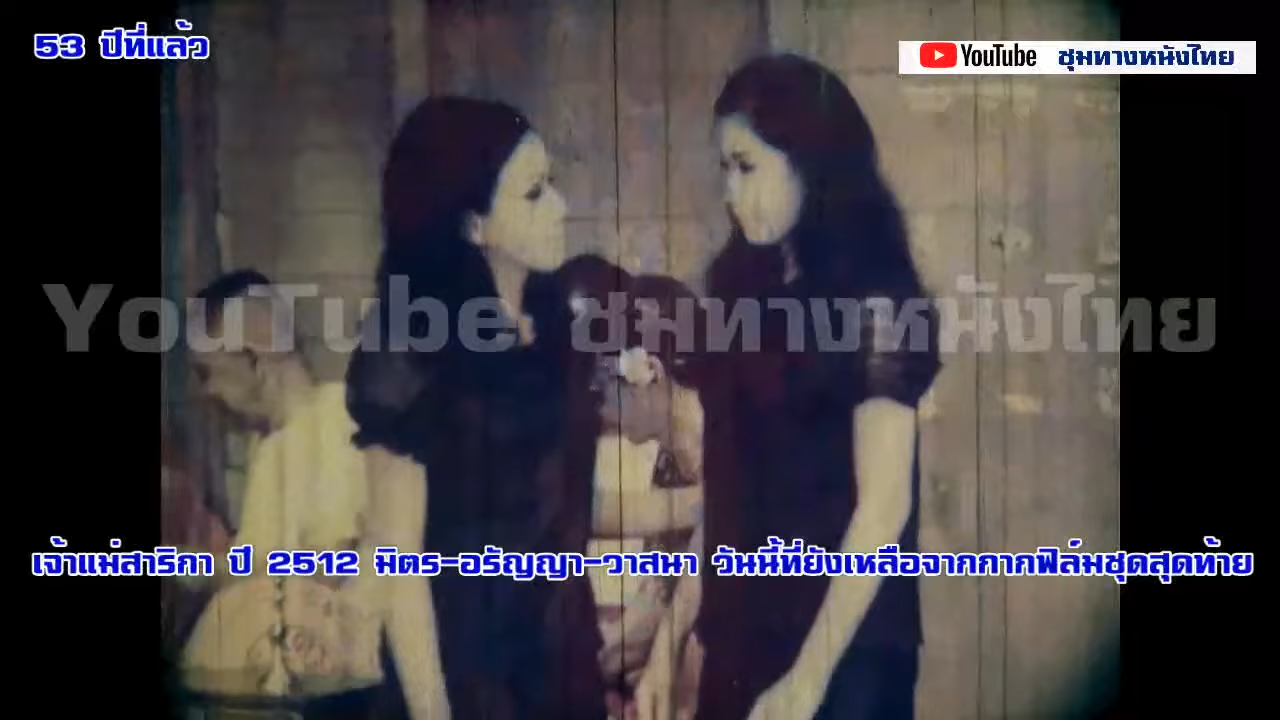 53 ปีที่แล้ว
YouTube ชุมทางหนังไทย
YouTube ชุมทางหนังไทย
เจ้าแม่สาริกา ปี 2512 มิตร-อรัญญา-วาสนา วันนี้ที่ยังเหลือจากกากฟิล์มชุดสุดท้าย